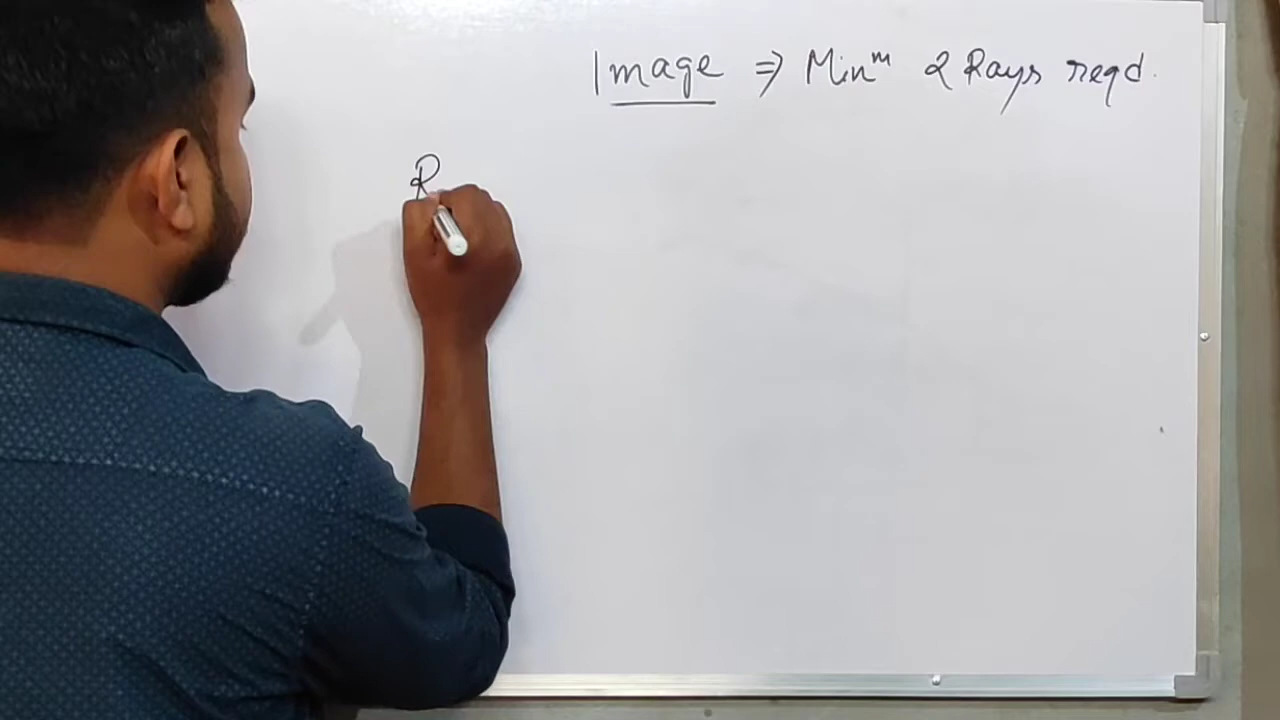 Image ⇒ Minᵐ 2 Rays reqd.
R